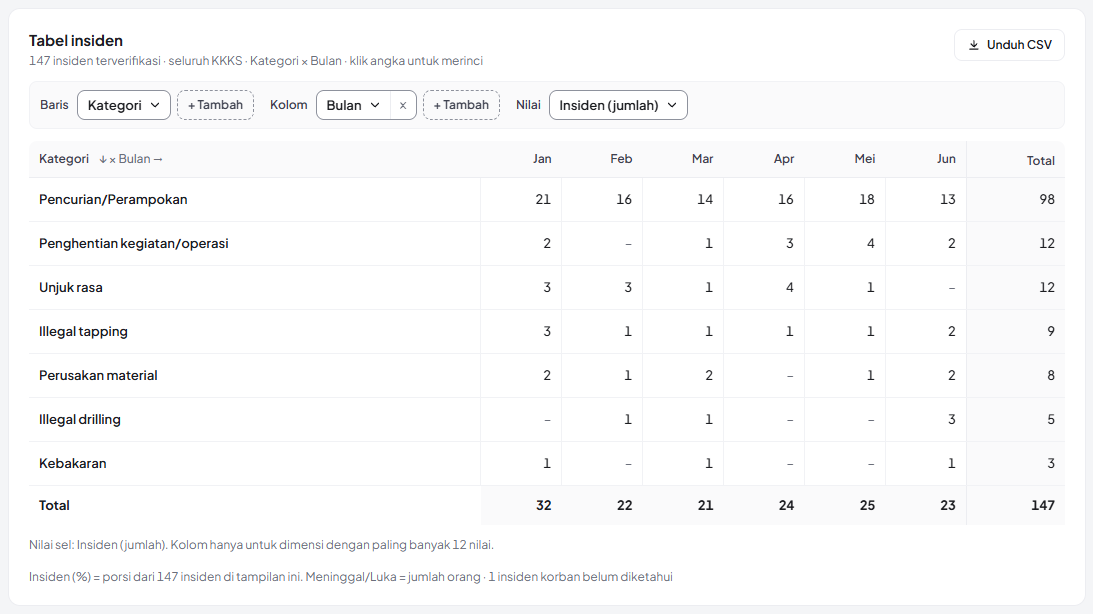 Tabel insiden
147 insiden terverifikasi · seluruh KKKS · Kategori × Bulan · klik angka untuk merinci
Unduh CSV
Baris Kategori + Tambah Kolom Bulan × + Tambah Nilai Insiden (jumlah)
Kategori ↓ × Bulan → Jan Feb Mar Apr Mei Jun Total
Pencurian/Perampokan 21 16 14 16 18 13 98
Penghentian kegiatan/operasi 2 – 1 3 4 2 12
Unjuk rasa 3 3 1 4 1 – 12
Illegal tapping 3 1 1 1 1 2 9
Perusakan material 2 1 2 – 1 2 8
Illegal drilling – 1 1 – – 3 5
Kebakaran 1 – 1 – – 1 3
Total 32 22 21 24 25 23 147
Nilai sel: Insiden (jumlah). Kolom hanya untuk dimensi dengan paling banyak 12 nilai.
Insiden (%) = porsi dari 147 insiden di tampilan ini. Meninggal/Luka = jumlah orang · 1 insiden korban belum diketahui